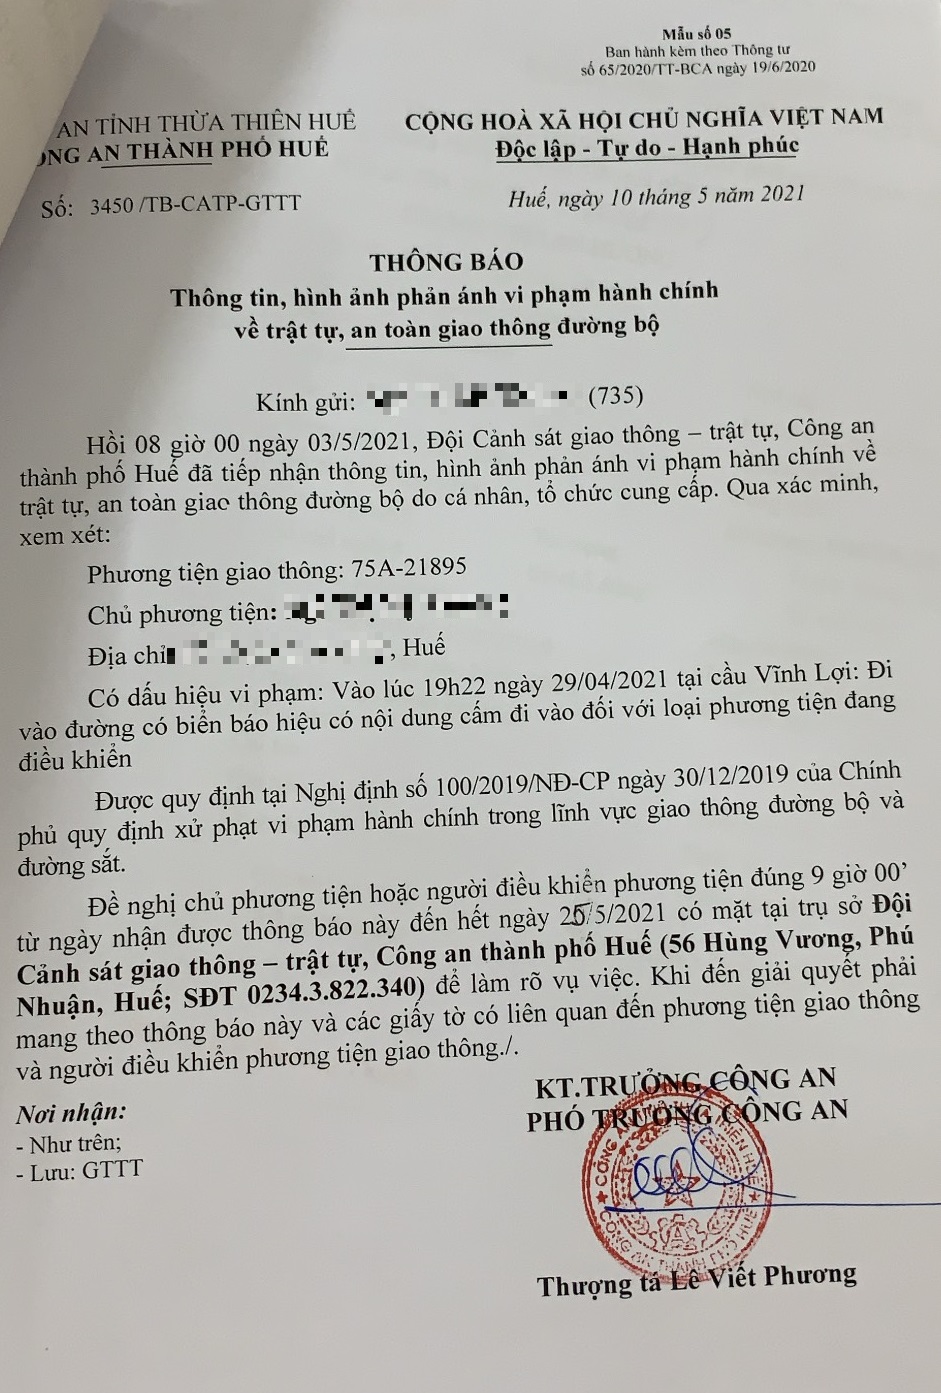 Mẫu số 05
Ban hành kèm theo Thông tư
số 65/2020/TT-BCA ngày 19/6/2020
AN TỈNH THỪA THIÊN HUẾ
CỘNG HOÀ XÃ HỘI CHỦ NGHĨA VIỆT NAM
ÔNG AN THÀNH PHỐ HUẾ
Độc lập - Tự do - Hạnh phúc
Số: 3450 /TB-CATP-GTTT
Huế, ngày 10 tháng 5 năm 2021
THÔNG BÁO
Thông tin, hình ảnh phản ánh vi phạm hành chính
về trật tự, an toàn giao thông đường bộ
Kính gửi: (735)
Hồi 08 giờ 00 ngày 03/5/2021, Đội Cảnh sát giao thông – trật tự, Công an
thành phố Huế đã tiếp nhận thông tin, hình ảnh phản ánh vi phạm hành chính về
trật tự, an toàn giao thông đường bộ do cá nhân, tổ chức cung cấp. Qua xác minh,
xem xét:
Phương tiện giao thông: 75A-21895
Chủ phương tiện:
Địa chỉ , Huế
Có dấu hiệu vi phạm: Vào lúc 19h22 ngày 29/04/2021 tại cầu Vĩnh Lợi: Đi
vào đường có biển báo hiệu có nội dung cấm đi vào đối với loại phương tiện đang
điều khiển
Được quy định tại Nghị định số 100/2019/NĐ-CP ngày 30/12/2019 của Chính
phủ quy định xử phạt vi phạm hành chính trong lĩnh vực giao thông đường bộ và
đường sắt.
Đề nghị chủ phương tiện hoặc người điều khiển phương tiện đúng 9 giờ 00’
từ ngày nhận được thông báo này đến hết ngày 25/5/2021 có mặt tại trụ sở Đội
Cảnh sát giao thông – trật tự, Công an thành phố Huế (56 Hùng Vương, Phú
Nhuận, Huế; SĐT 0234.3.822.340) để làm rõ vụ việc. Khi đến giải quyết phải
mang theo thông báo này và các giấy tờ có liên quan đến phương tiện giao thông
và người điều khiển phương tiện giao thông./.
KT.TRƯỞNG CÔNG AN
PHÓ TRƯỞNG CÔNG AN
Nơi nhận:
- Như trên;
- Lưu: GTTT
CÔNG AN THÀNH PHỐ HUẾ
Thượng tá Lê Viết Phương